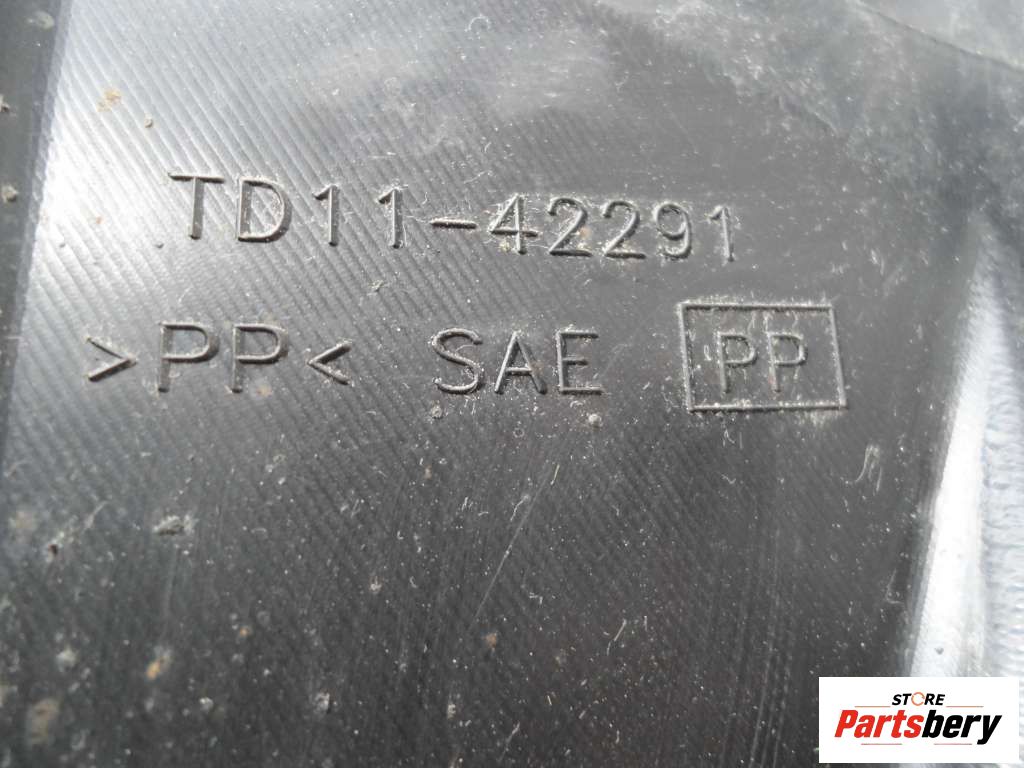 TD11-42291
>PP< SAE PP
STORE
Partsbery